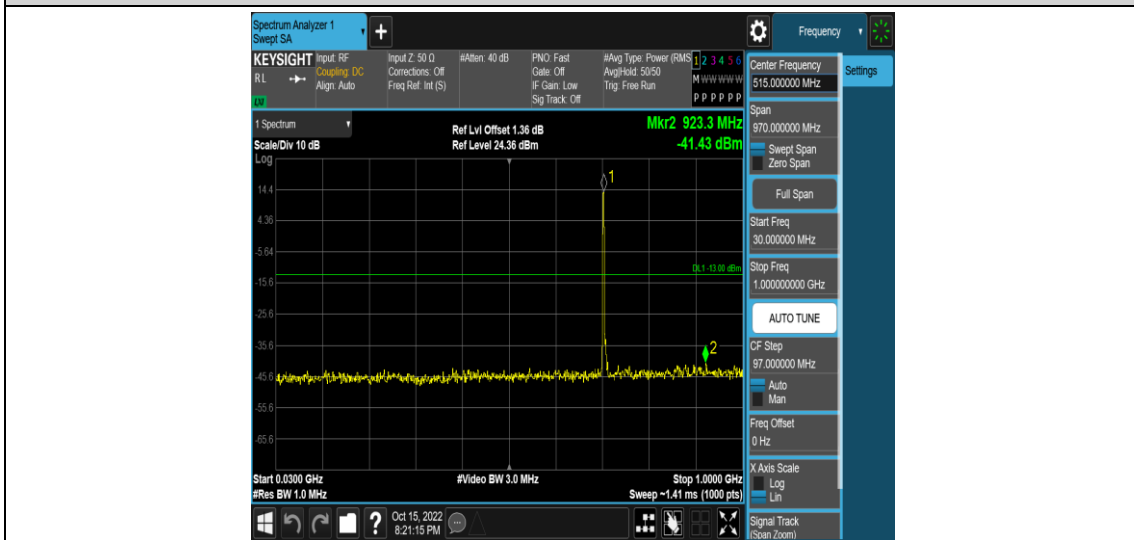 Spectrum Analyzer 1
Swept SA
+
Frequency
KEYSIGHT
RL
LXI
Input: RF
Coupling: DC
Align: Auto
Input Z: 50 Ω
Corrections: Off
Freq Ref: Int (S)
#Atten: 40 dB
PNO: Fast
Gate: Off
IF Gain: Low
Sig Track: Off
#Avg Type: Power (RMS
Avg|Hold: 50/50
Trig: Free Run
1 2 3 4 5 6
M W W W W W
P P P P P P
1 Spectrum
Scale/Div 10 dB
Log
Ref Lvl Offset 1.36 dB
Ref Level 24.36 dBm
Mkr2 923.3 MHz
-41.43 dBm
1
14.4
4.36
-5.64
DL1 -13.00 dBm
-15.6
-25.6
-35.6
2
-45.6
-55.6
-65.6
Start 0.0300 GHz
#Res BW 1.0 MHz
#Video BW 3.0 MHz
Stop 1.0000 GHz
Sweep ~1.41 ms (1000 pts)
Center Frequency
515.000000 MHz
Settings
Span
970.000000 MHz
Swept Span
Zero Span
Full Span
Start Freq
30.000000 MHz
Stop Freq
1.000000000 GHz
AUTO TUNE
CF Step
97.000000 MHz
Auto
Man
Freq Offset
0 Hz
X Axis Scale
Log
Lin
Signal Track
(Span Zoom)
?
Oct 15, 2022
8:21:15 PM